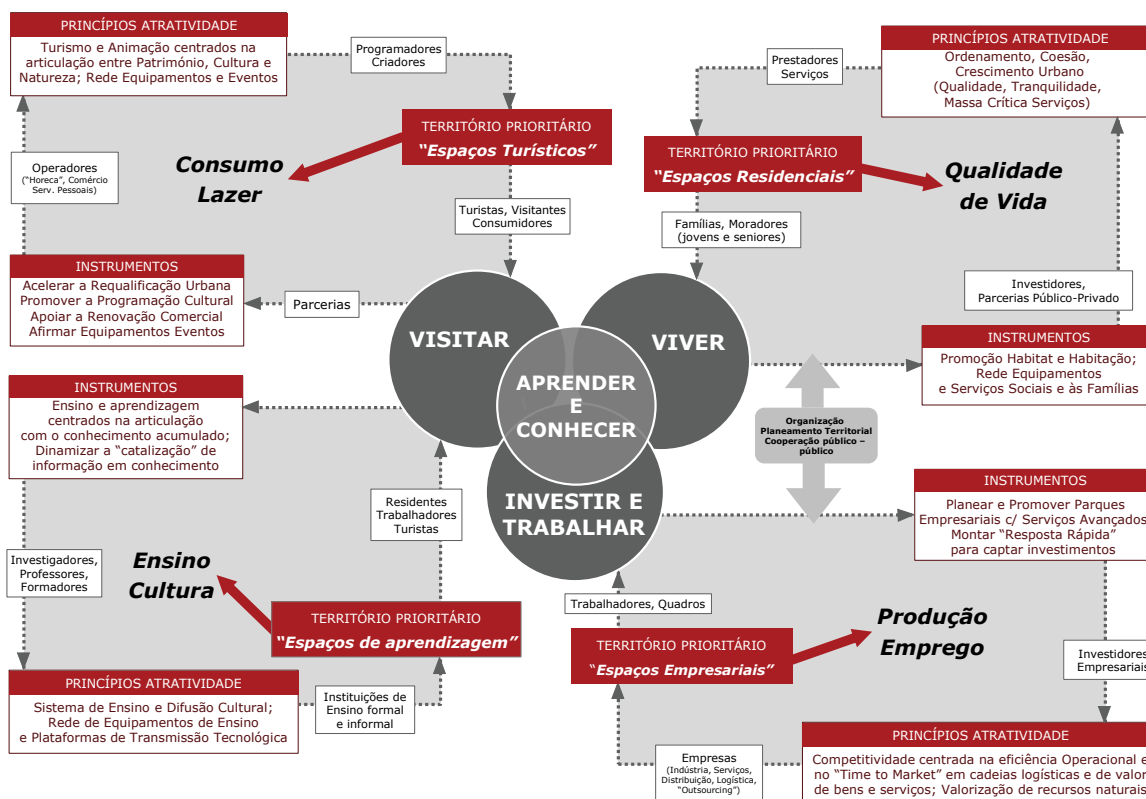 PRINCÍPIOS ATRATIVIDADE
Turismo e Animação centrados na
articulação entre Património, Cultura e
Natureza; Rede Equipamentos e Eventos
Programadores
Criadores
TERRITÓRIO PRIORITÁRIO
“Espaços Turísticos”
Consumo
Lazer
Operadores
(“Horeca”, Comércio
Serv. Pessoais)
Turistas, Visitantes
Consumidores
INSTRUMENTOS
Acelerar a Requalificação Urbana
Promover a Programação Cultural
Apoiar a Renovação Comercial
Afirmar Equipamentos Eventos
Parcerias
PRINCÍPIOS ATRATIVIDADE
Ordenamento, Coesão,
Crescimento Urbano
(Qualidade, Tranquilidade,
Massa Crítica Serviços)
Prestadores
Serviços
TERRITÓRIO PRIORITÁRIO
“Espaços Residenciais”
Qualidade
de Vida
Famílias, Moradores
(jovens e seniores)
Investidores,
Parcerias Público-Privado
INSTRUMENTOS
Promoção Habitat e Habitação;
Rede Equipamentos
e Serviços Sociais e às Famílias
VISITAR
VIVER
APRENDER
E
CONHECER
INVESTIR E
TRABALHAR
Organização
Planeamento Territorial
Cooperação público –
público
INSTRUMENTOS
Ensino e aprendizagem
centrados na articulação
com o conhecimento acumulado;
Dinamizar a “catalização” de
informação em conhecimento
Residentes
Trabalhadores
Turistas
Investigadores,
Professores,
Formadores
Ensino
Cultura
TERRITÓRIO PRIORITÁRIO
“Espaços de aprendizagem”
PRINCÍPIOS ATRATIVIDADE
Sistema de Ensino e Difusão Cultural;
Rede de Equipamentos de Ensino
e Plataformas de Transmissão Tecnológica
Instituições de
Ensino formal
e informal
INSTRUMENTOS
Planear e Promover Parques
Empresariais c/ Serviços Avançados
Montar “Resposta Rápida”
para captar investimentos
Trabalhadores, Quadros
TERRITÓRIO PRIORITÁRIO
“Espaços Empresariais”
Produção
Emprego
Investidores
Empresariais
Empresas
(Indústria, Serviços,
Distribuição, Logística,
“Outsourcing”)
PRINCÍPIOS ATRATIVIDADE
Competitividade centrada na eficiência Operacional e
no “Time to Market” em cadeias logísticas e de valor
de bens e serviços; Valorização de recursos naturais